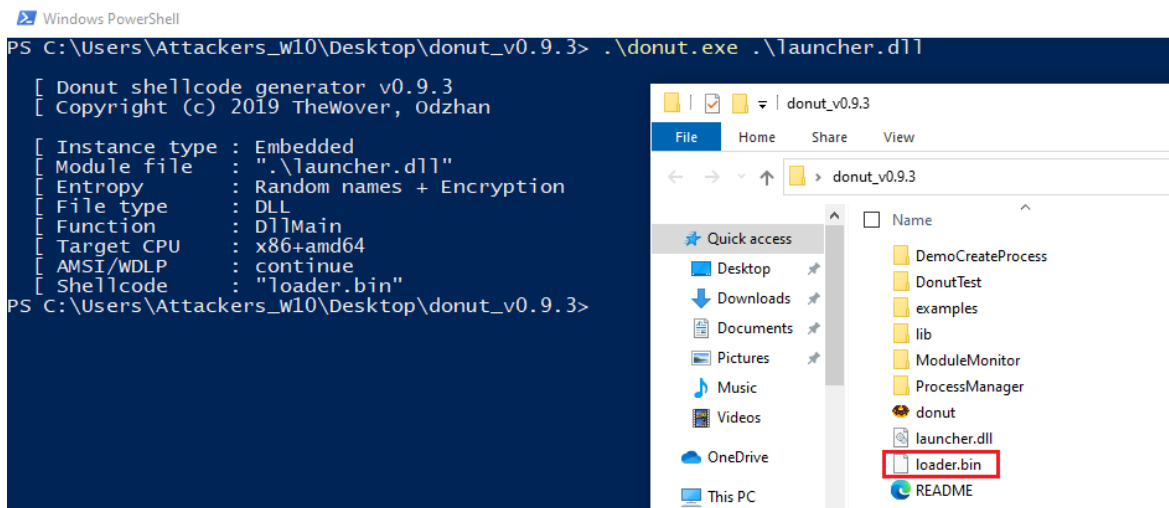 Windows PowerShell
PS C:\Users\Attackers_W10\Desktop\donut_v0.9.3> .\donut.exe .\launcher.dll
[ Donut shellcode generator v0.9.3
[ Copyright (c) 2019 TheWover, Odzhan
[ Instance type : Embedded
[ Module file   : ".\launcher.dll"
[ Entropy       : Random names + Encryption
[ File type     : DLL
[ Function      : DllMain
[ Target CPU    : x86+amd64
[ AMSI/WDLP     : continue
[ Shellcode     : "loader.bin"
PS C:\Users\Attackers_W10\Desktop\donut_v0.9.3>
donut_v0.9.3
File Home Share View
donut_v0.9.3
Quick access
Desktop
Downloads
Documents
Pictures
Music
Videos
OneDrive
This PC
Name
DemoCreateProcess
DonutTest
examples
lib
ModuleMonitor
ProcessManager
donut
launcher.dll
loader.bin
README